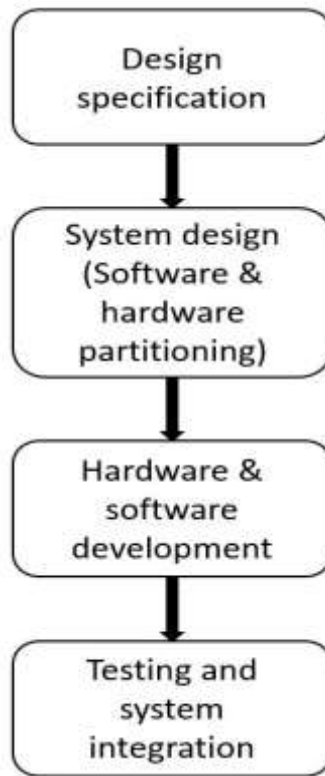 Design
specification
System design
(Software &
hardware
partitioning)
Hardware &
software
development
Testing and
system
integration